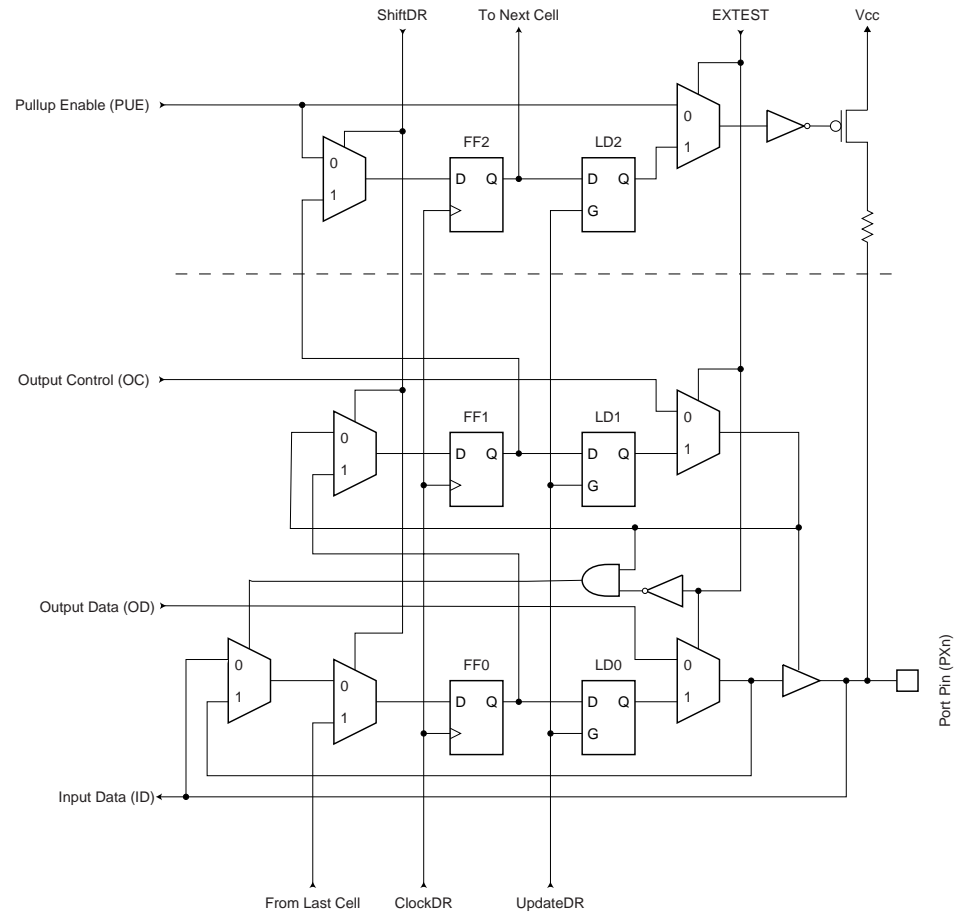 ShiftDR To Next Cell EXTEST Vcc
Pullup Enable (PUE)
0
FF2 LD2
0
1
1
D Q D Q
G
Output Control (OC)
0
FF1 LD1
0
1
1
D Q D Q
G
Output Data (OD)
0
1
0
1
FF0 LD0
0
1
D Q D Q
G
Port Pin (PXn)
Input Data (ID)
From Last Cell ClockDR UpdateDR